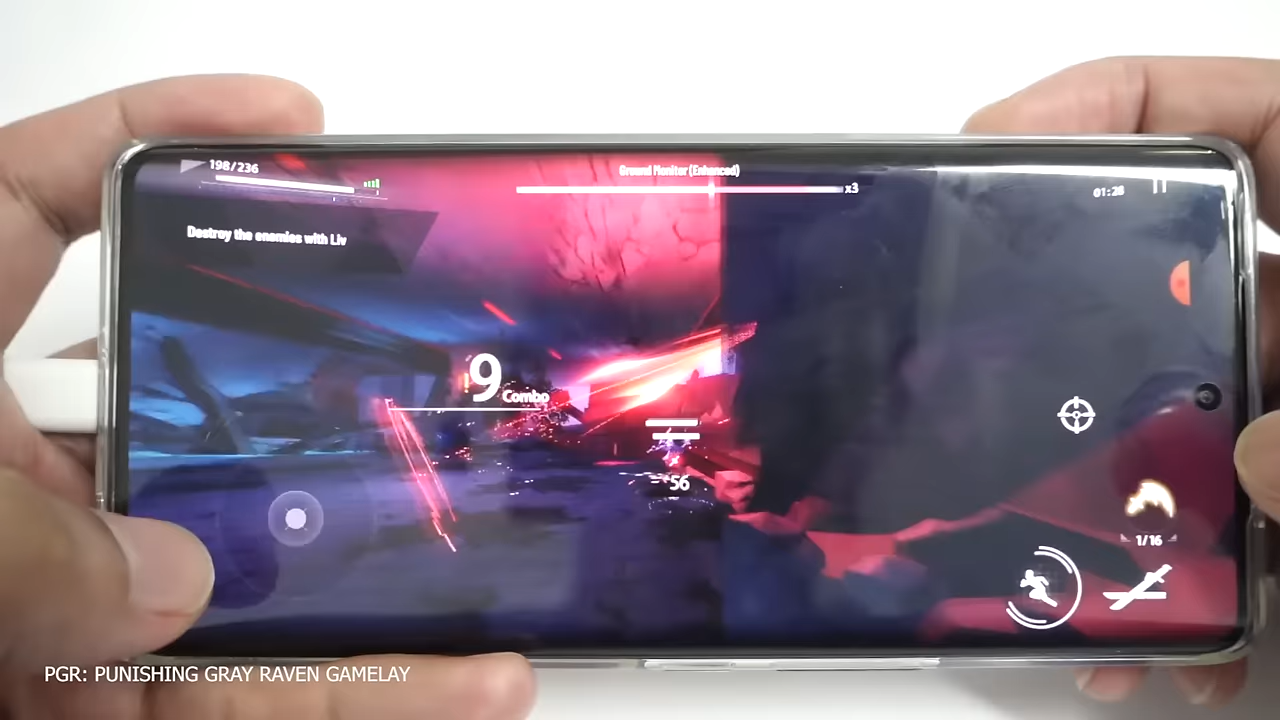 198/236
Ground Monitor (Enhanced)
x3
01:28
Destroy the enemies with Liv
9
Combo
56
1/16
PGR: PUNISHING GRAY RAVEN GAMELAY